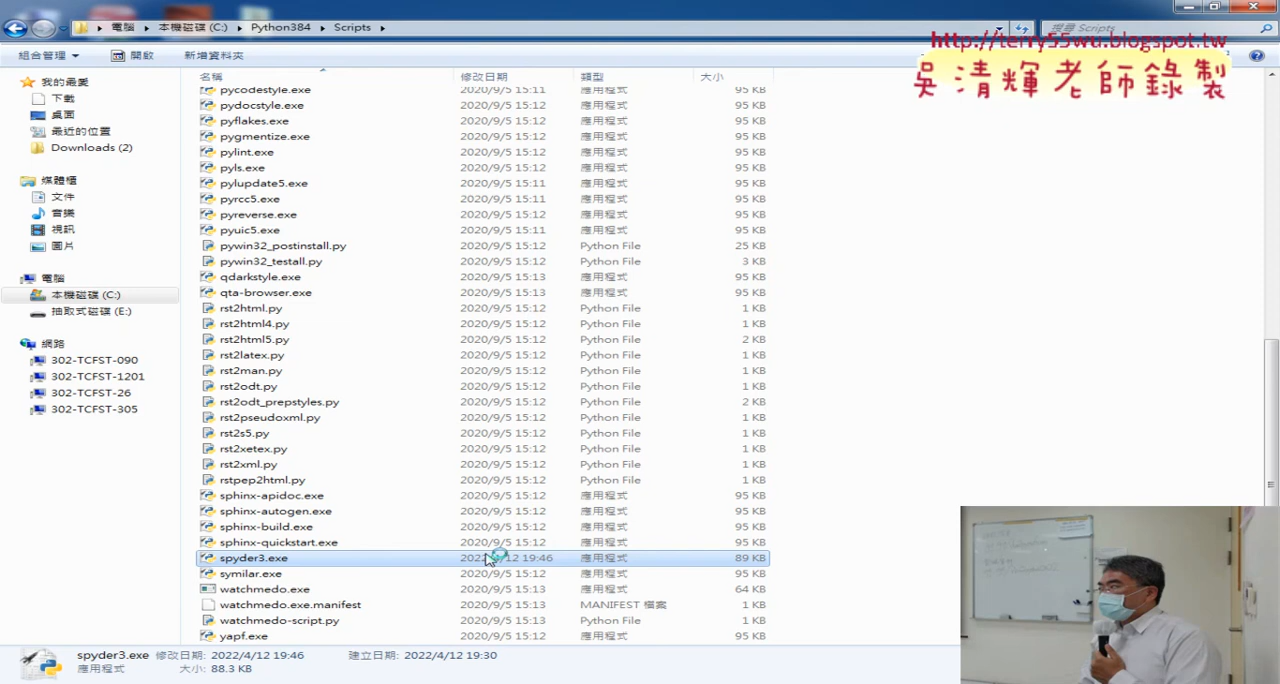 電腦 ▸ 本機磁碟 (C:) ▸ Python384 ▸ Scripts ▸
搜尋 Scripts
http://terry55wu.blogspot.tw
吳清輝老師錄製
組合管理 開啟 新增資料夾
名稱 修改日期 類型 大小
我的最愛
下載
桌面
最近的位置
Downloads (2)
媒體櫃
文件
音樂
視訊
圖片
電腦
本機磁碟 (C:)
抽取式磁碟 (E:)
網路
302-TCFST-090
302-TCFST-1201
302-TCFST-26
302-TCFST-305
pycodestyle.exe 2020/9/5 15:11 應用程式 95 KB
pydocstyle.exe 2020/9/5 15:12 應用程式 95 KB
pyflakes.exe 2020/9/5 15:11 應用程式 95 KB
pygmentize.exe 2020/9/5 15:12 應用程式 95 KB
pylint.exe 2020/9/5 15:12 應用程式 95 KB
pyls.exe 2020/9/5 15:12 應用程式 95 KB
pylupdate5.exe 2020/9/5 15:11 應用程式 95 KB
pyrcc5.exe 2020/9/5 15:11 應用程式 95 KB
pyreverse.exe 2020/9/5 15:12 應用程式 95 KB
pyuic5.exe 2020/9/5 15:11 應用程式 95 KB
pywin32_postinstall.py 2020/9/5 15:12 Python File 25 KB
pywin32_testall.py 2020/9/5 15:12 Python File 3 KB
qdarkstyle.exe 2020/9/5 15:13 應用程式 95 KB
qta-browser.exe 2020/9/5 15:13 應用程式 95 KB
rst2html.py 2020/9/5 15:12 Python File 1 KB
rst2html4.py 2020/9/5 15:12 Python File 1 KB
rst2html5.py 2020/9/5 15:12 Python File 2 KB
rst2latex.py 2020/9/5 15:12 Python File 1 KB
rst2man.py 2020/9/5 15:12 Python File 1 KB
rst2odt.py 2020/9/5 15:12 Python File 1 KB
rst2odt_prepstyles.py 2020/9/5 15:12 Python File 2 KB
rst2pseudoxml.py 2020/9/5 15:12 Python File 1 KB
rst2s5.py 2020/9/5 15:12 Python File 1 KB
rst2xetex.py 2020/9/5 15:12 Python File 1 KB
rst2xml.py 2020/9/5 15:12 Python File 1 KB
rstpep2html.py 2020/9/5 15:12 Python File 1 KB
sphinx-apidoc.exe 2020/9/5 15:12 應用程式 95 KB
sphinx-autogen.exe 2020/9/5 15:12 應用程式 95 KB
sphinx-build.exe 2020/9/5 15:12 應用程式 95 KB
sphinx-quickstart.exe 2020/9/5 15:12 應用程式 95 KB
spyder3.exe 12 19:46 應用程式 89 KB
symilar.exe 2020/9/5 15:12 應用程式 95 KB
watchmedo.exe 2020/9/5 15:13 應用程式 64 KB
watchmedo.exe.manifest 2020/9/5 15:13 MANIFEST 檔案 1 KB
watchmedo-script.py 2020/9/5 15:13 Python File 1 KB
yapf.exe 2020/9/5 15:12 應用程式 95 KB
spyder3.exe 修改日期: 2022/4/12 19:46 建立日期: 2022/4/12 19:30
應用程式 大小: 88.3 KB